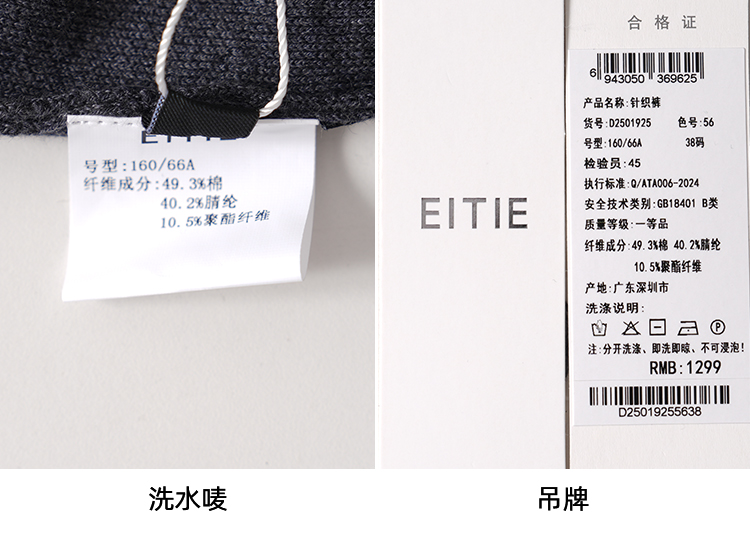 EITIE
号型:160/66A
纤维成分:49.3%棉
40.2%腈纶
10.5%聚酯纤维
洗水唛
EITIE
合格证
6 943050 369625
产品名称:针织裤
货号:D2501925 色号:56
号型:160/66A 38码
检验员:45
执行标准:Q/ATA006-2024
安全技术类别:GB18401 B类
质量等级:一等品
纤维成分:49.3%棉 40.2%腈纶
10.5%聚酯纤维
产地:广东深圳市
洗涤说明:
注:分开洗涤、即洗即晾、不可浸泡!
RMB:1299
D25019255638
吊牌